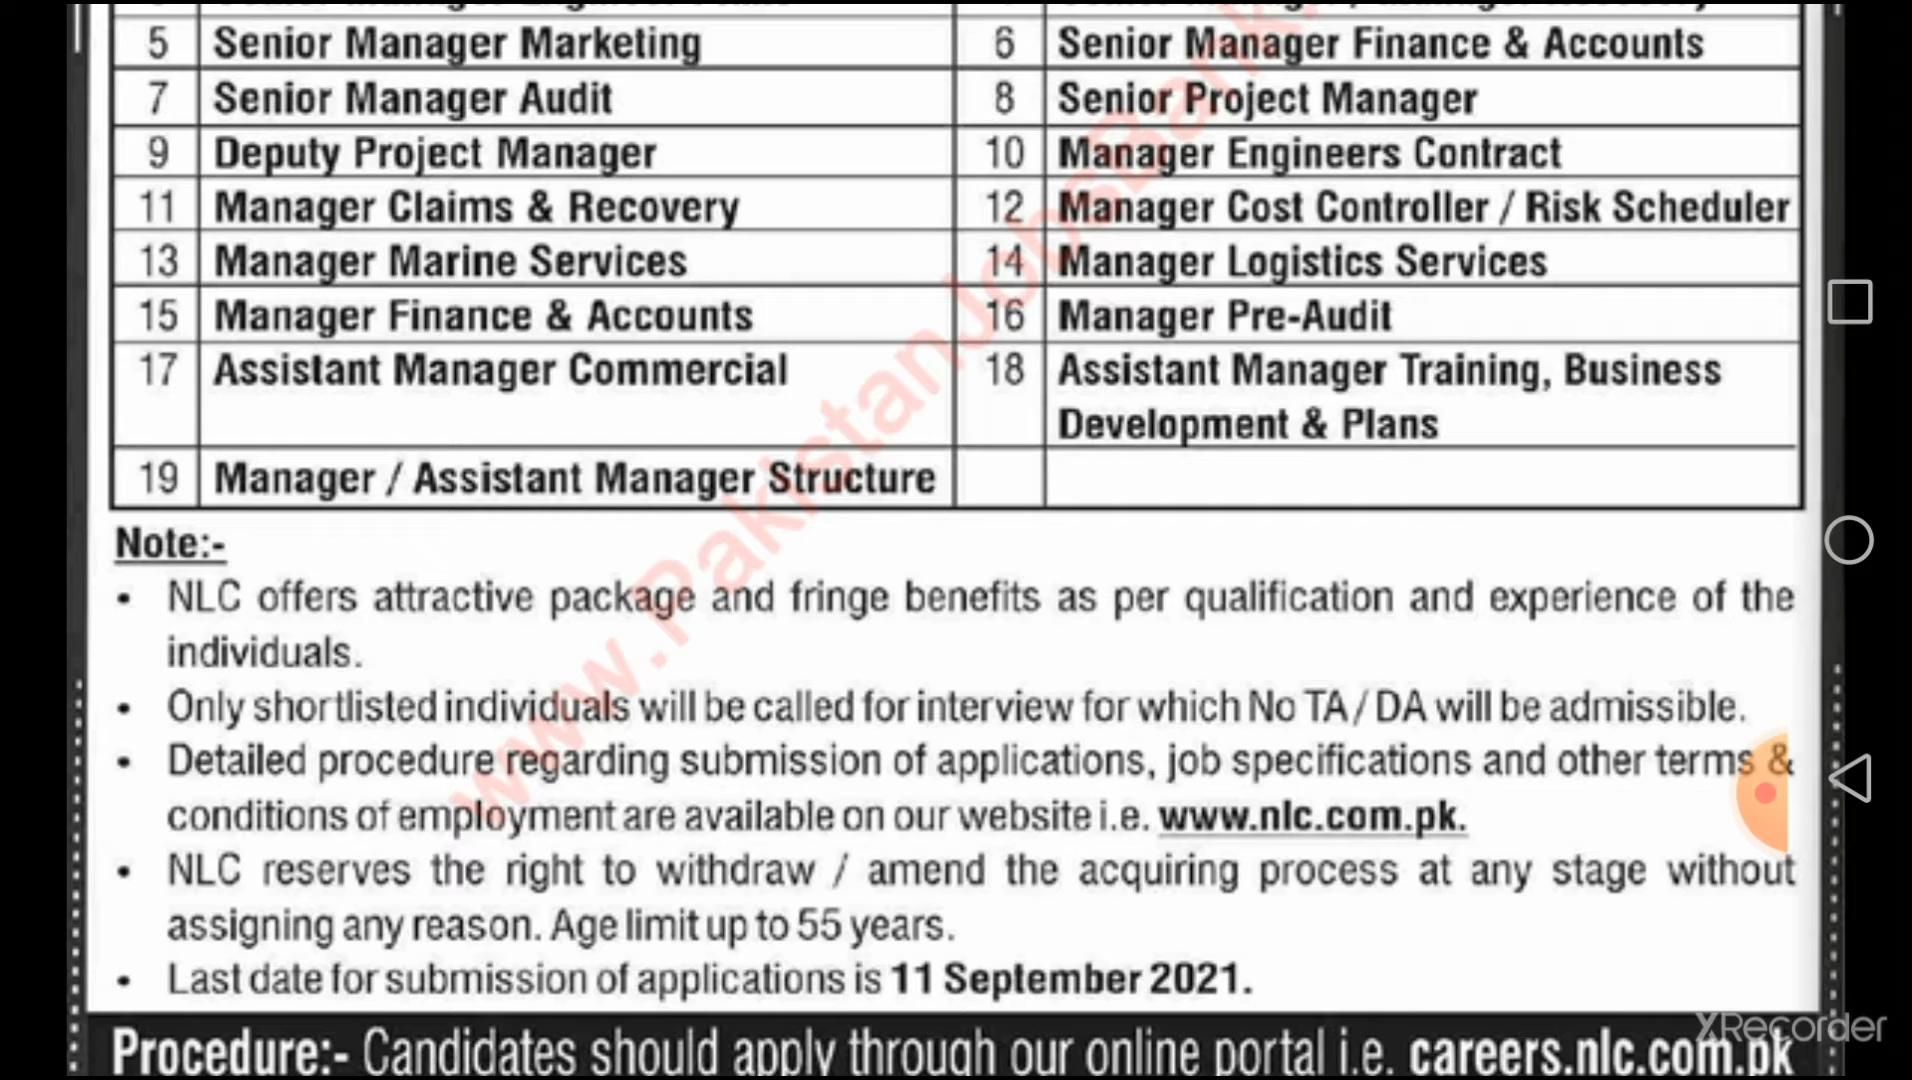 5 Senior Manager Marketing 6 Senior Manager Finance & Accounts
7 Senior Manager Audit 8 Senior Project Manager
9 Deputy Project Manager 10 Manager Engineers Contract
11 Manager Claims & Recovery 12 Manager Cost Controller / Risk Scheduler
13 Manager Marine Services 14 Manager Logistics Services
15 Manager Finance & Accounts 16 Manager Pre-Audit
17 Assistant Manager Commercial 18 Assistant Manager Training, Business
Development & Plans
19 Manager / Assistant Manager Structure
Note:-
• NLC offers attractive package and fringe benefits as per qualification and experience of the
individuals.
• Only shortlisted individuals will be called for interview for which No TA / DA will be admissible.
• Detailed procedure regarding submission of applications, job specifications and other terms &
conditions of employment are available on our website i.e. www.nlc.com.pk.
• NLC reserves the right to withdraw / amend the acquiring process at any stage without
assigning any reason. Age limit up to 55 years.
• Last date for submission of applications is 11 September 2021.
Procedure:- Candidates should apply through our online portal i.e. careers.nlc.com.pk
www.PakistanJobsBank.
XRecorder